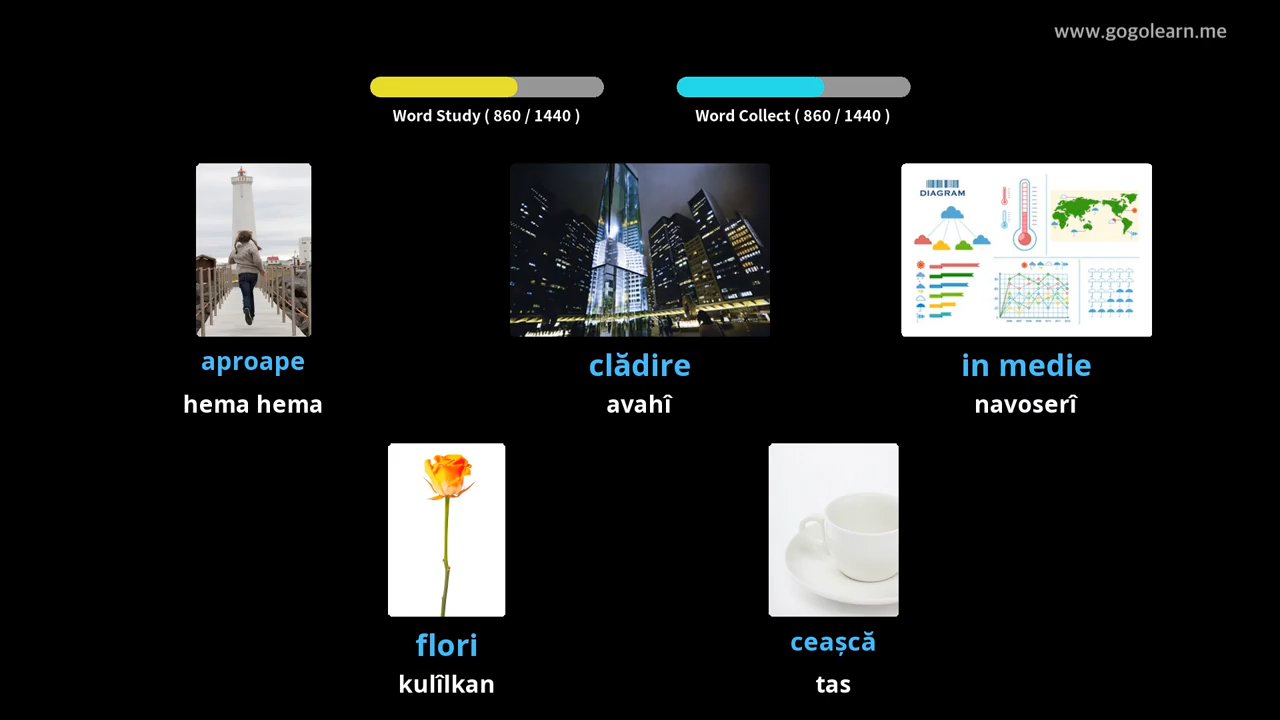 www.gogolearn.me
Word Study ( 860 / 1440 )
Word Collect ( 860 / 1440 )
DIAGRAM
aproape
clădire
in medie
hema hema
avahî
navoserî
flori
ceașcă
kulîlkan
tas